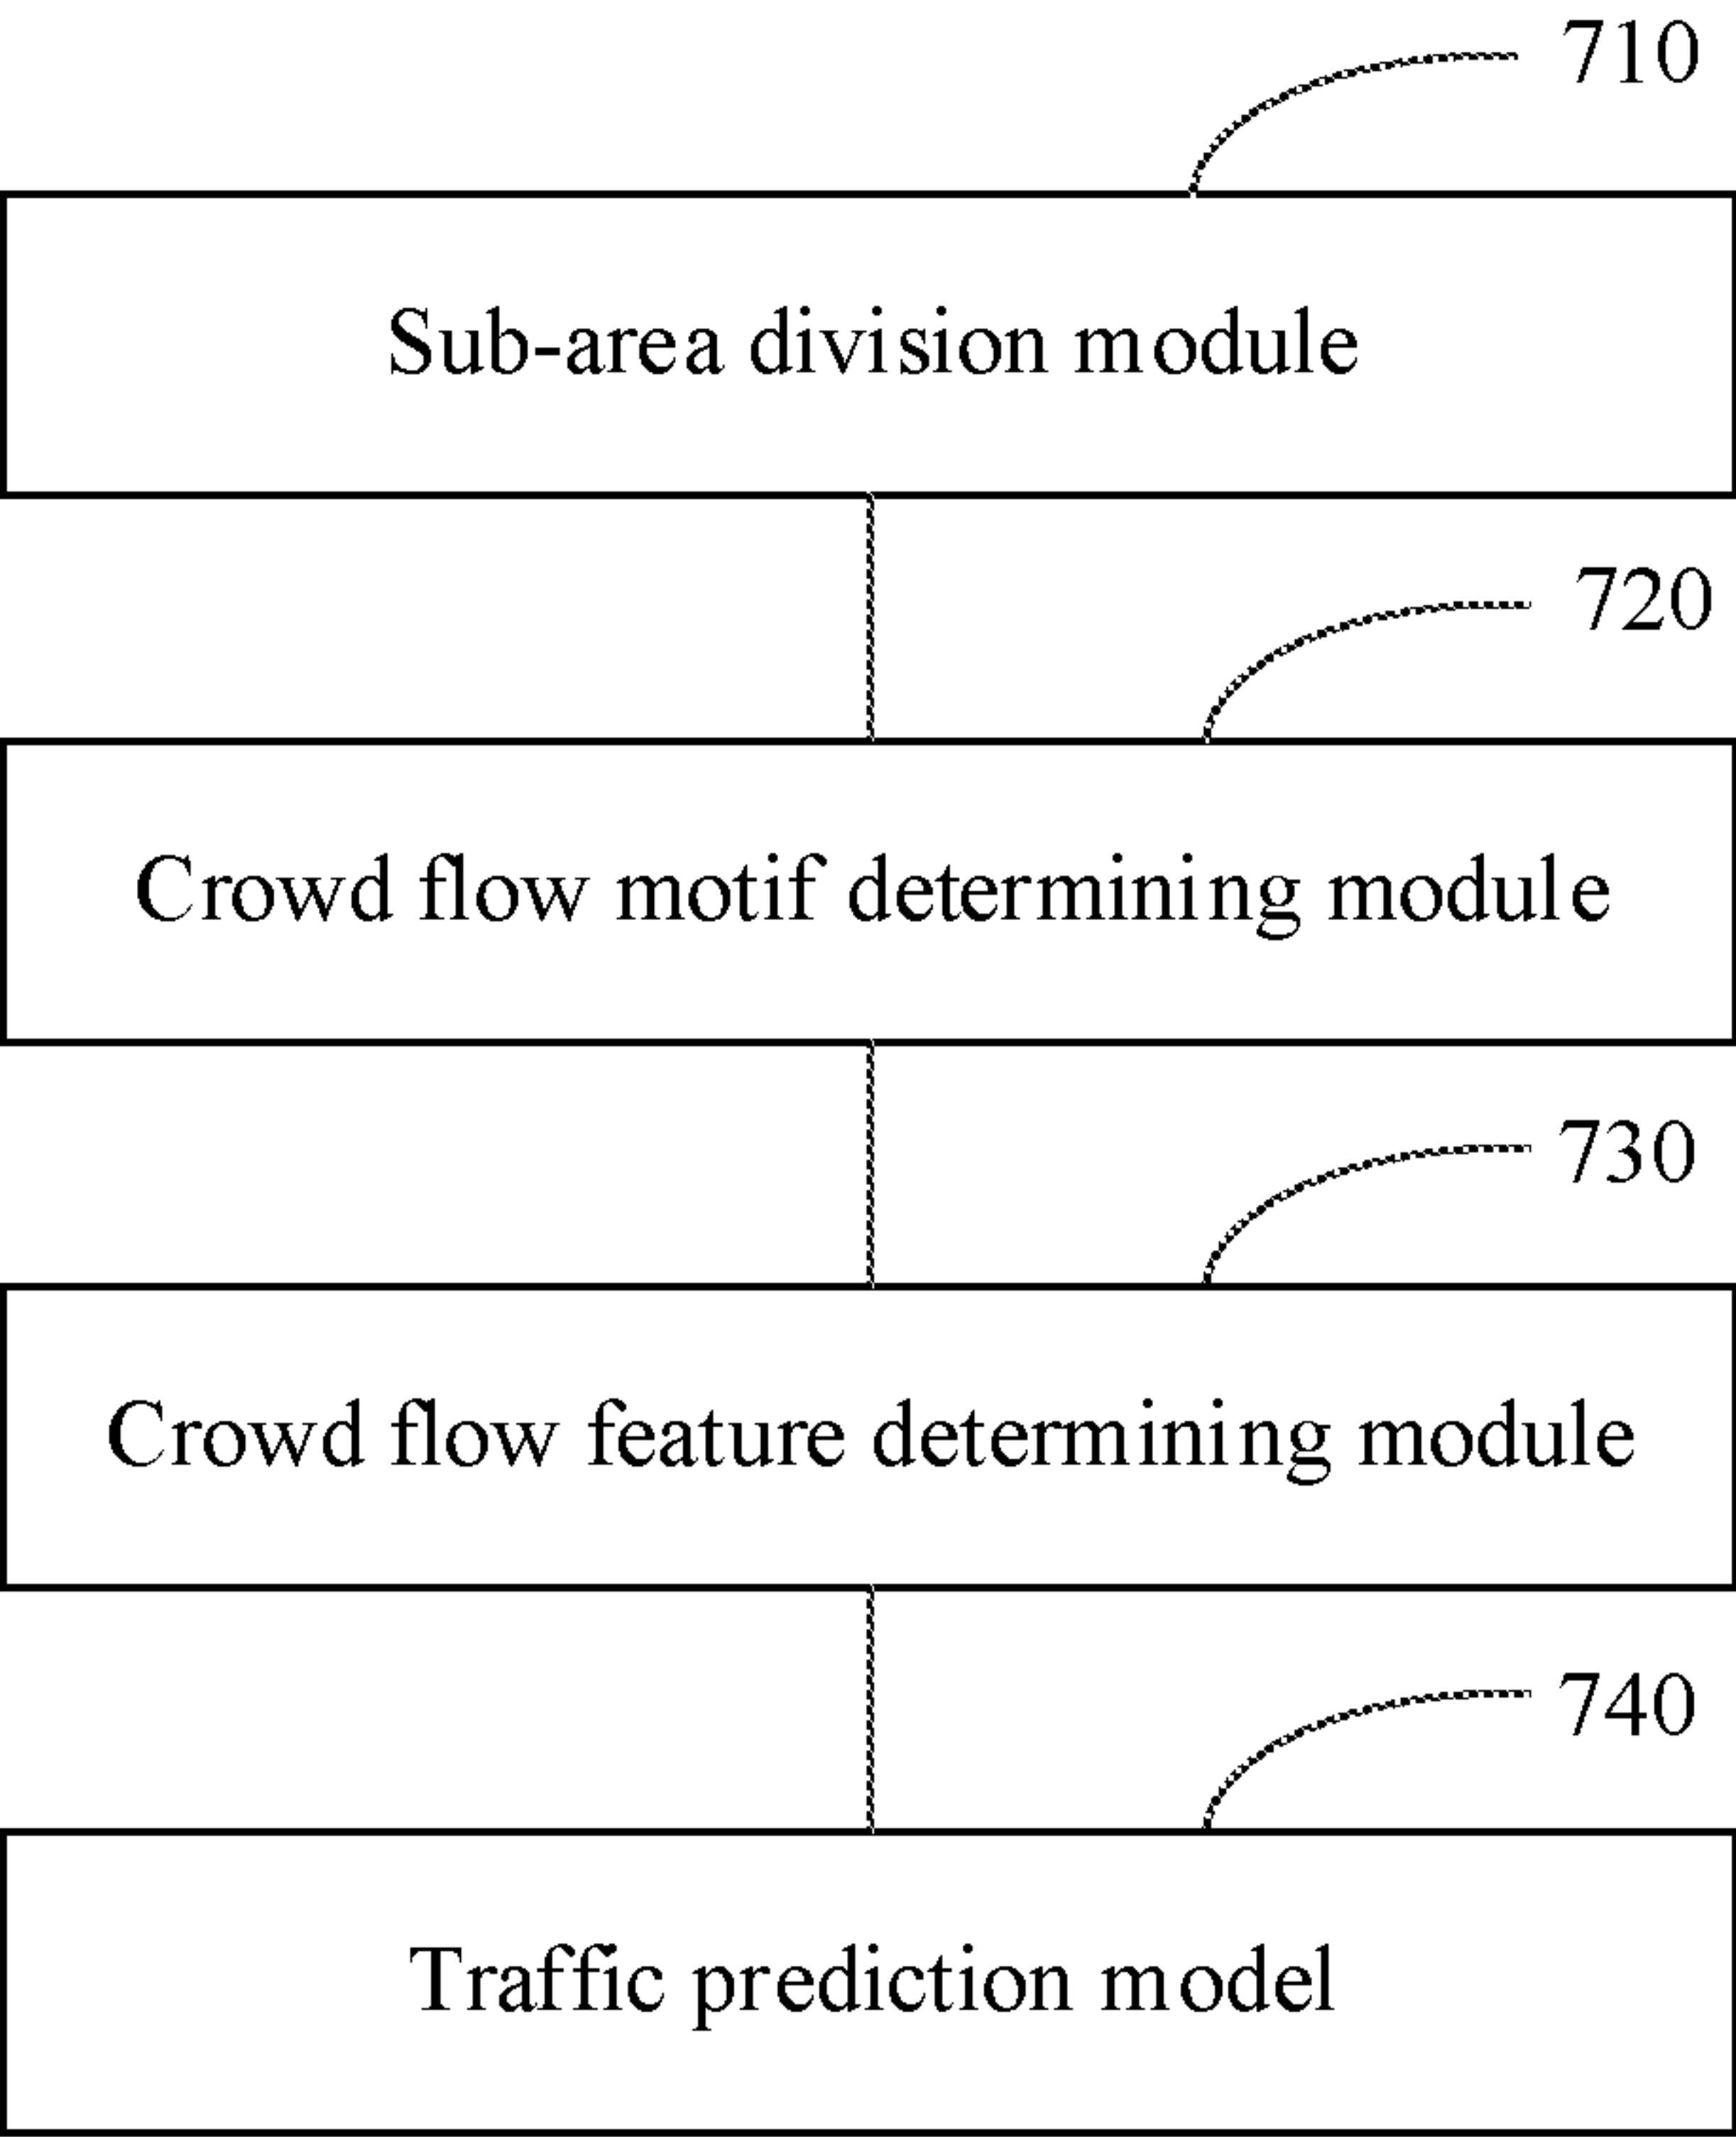 710
Sub-area division module
720
Crowd flow motif determining module
730
Crowd flow feature determining module
740
Traffic prediction model